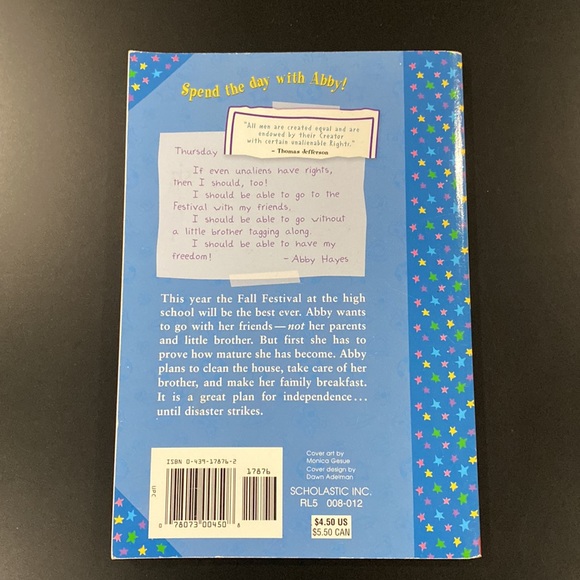 Spend the day with Abby!
"All men are created equal and are
endowed by their Creator
with certain unalienable Rights."
- Thomas Jefferson
Thursday
If even unaliens have rights,
then I should, too!
I should be able to go to the
Festival with my friends.
I should be able to go without
a little brother tagging along.
I should be able to have my
freedom!
- Abby Hayes
This year the Fall Festival at the high
school will be the best ever. Abby wants
to go with her friends—not her parents
and little brother. But first she has to
prove how mature she has become. Abby
plans to clean the house, take care of her
brother, and make her family breakfast.
It is a great plan for independence...
until disaster strikes.
ISBN 0-439-17876-2
17876
UPC
0 78073 00450 8
Cover art by
Monica Gesue
Cover design by
Dawn Adelman
SCHOLASTIC INC.
RL5 008-012
$4.50 US
$5.50 CAN